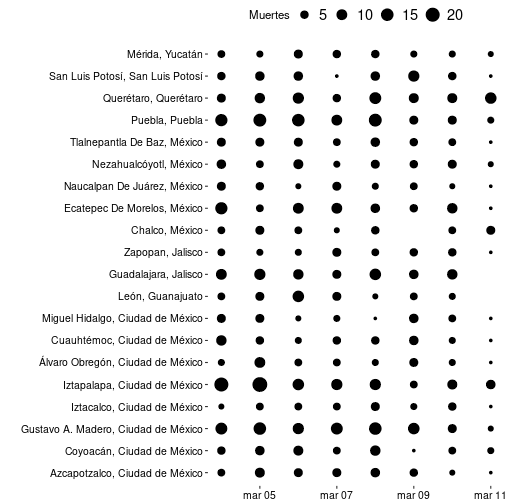 Muertes 5 10 15 20
Mérida, Yucatán
San Luis Potosí, San Luis Potosí
Querétaro, Querétaro
Puebla, Puebla
Tlalnepantla De Baz, México
Nezahualcóyotl, México
Naucalpan De Juárez, México
Ecatepec De Morelos, México
Chalco, México
Zapopan, Jalisco
Guadalajara, Jalisco
León, Guanajuato
Miguel Hidalgo, Ciudad de México
Cuauhtémoc, Ciudad de México
Álvaro Obregón, Ciudad de México
Iztapalapa, Ciudad de México
Iztacalco, Ciudad de México
Gustavo A. Madero, Ciudad de México
Coyoacán, Ciudad de México
Azcapotzalco, Ciudad de México
mar 05 mar 07 mar 09 mar 11